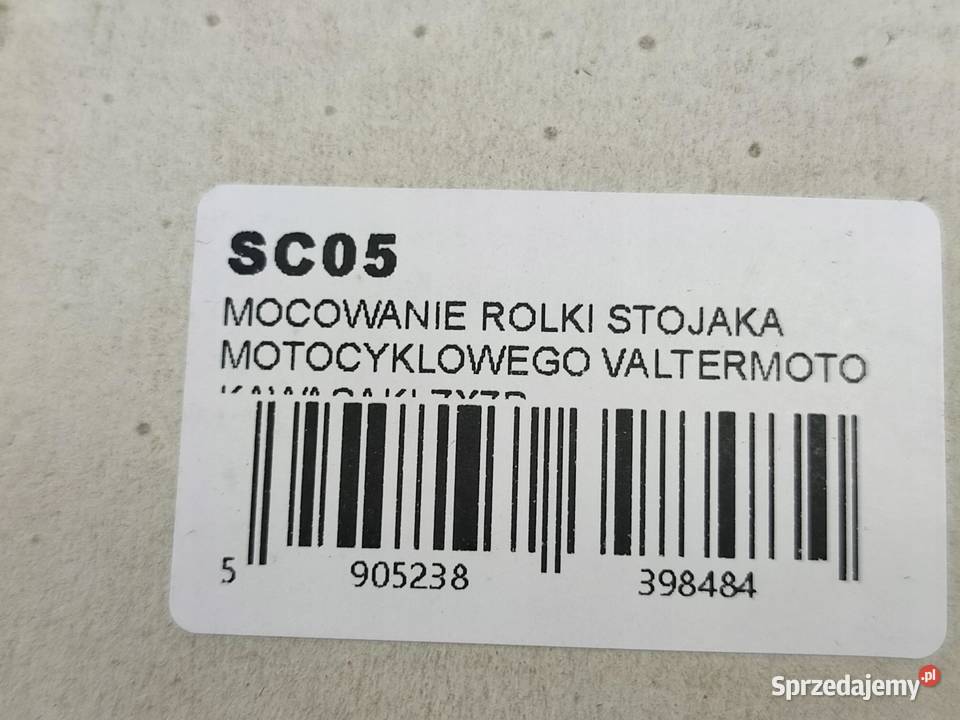 SC05
MOCOWANIE ROLKI STOJAKA
MOTOCYKLOWEGO VALTERMOTO
5 905238 398484
Sprzedajemy.pl